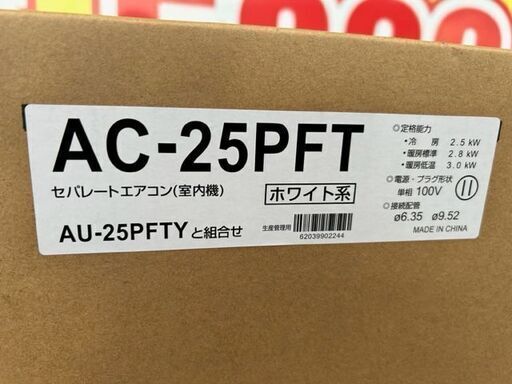 AC-25PFT
セパレートエアコン(室内機)
ホワイト系
AU-25PFTYと組合せ
生産管理用
62039902244
◎定格能力
・冷 房 2.5 kW
・暖房標準 2.8 kW
・暖房低温 3.0 kW
◎電源・プラグ形状
単相 100V
◎接続配管
ø6.35 ø9.52
MADE IN CHINA